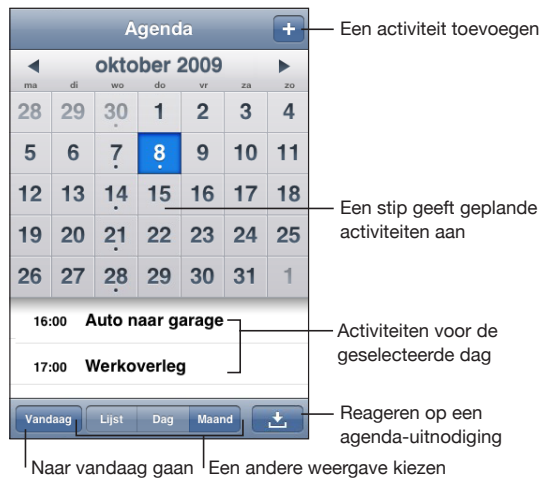 Agenda
+
Een activiteit toevoegen
oktober 2009
ma di wo do vr za zo
28 29 30 1 2 3 4
5 6 7 8 9 10 11
12 13 14 15 16 17 18
Een stip geeft geplande
activiteiten aan
19 20 21 22 23 24 25
26 27 28 29 30 31 1
16:00 Auto naar garage
17:00 Werkoverleg
Activiteiten voor de
geselecteerde dag
Vandaag Lijst Dag Maand
Reageren op een
agenda-uitnodiging
Naar vandaag gaan
Een andere weergave kiezen